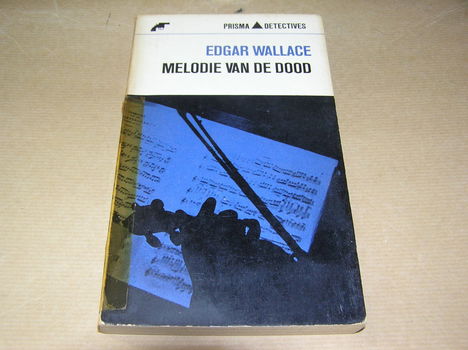 PRISMA DETECTIVES
EDGAR WALLACE
MELODIE VAN DE DOOD